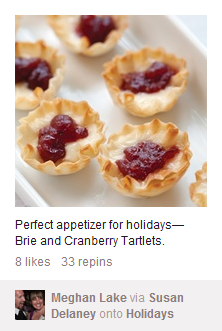 Perfect appetizer for holidays—
Brie and Cranberry Tartlets.
8 likes 33 repins
Meghan Lake via Susan
Delaney onto Holidays